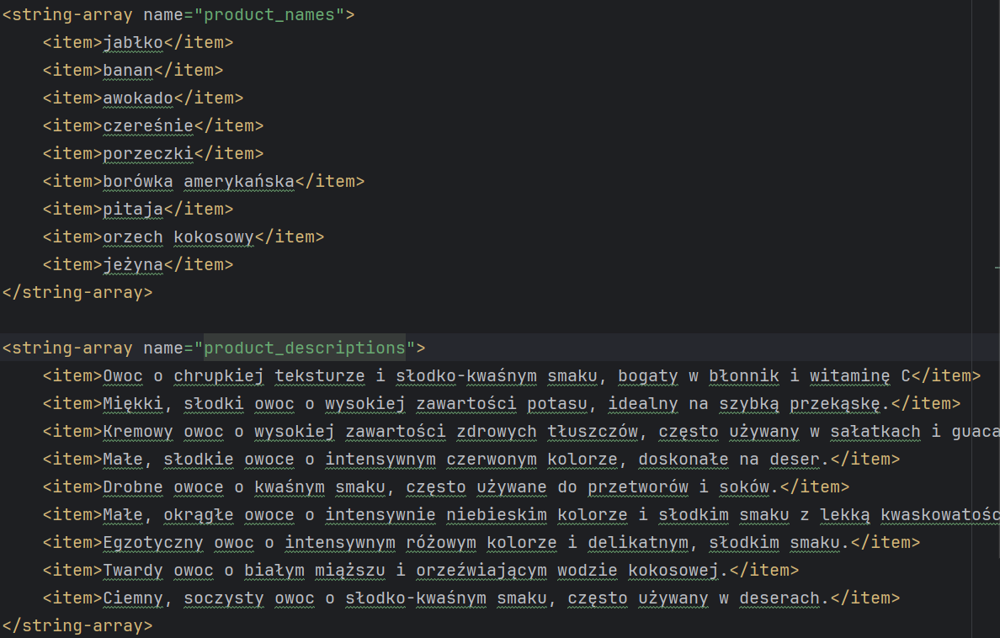 <string-array name="product_names">
<item>jabłko</item>
<item>banan</item>
<item>awokado</item>
<item>czereśnie</item>
<item>porzeczki</item>
<item>borówka amerykańska</item>
<item>pitaja</item>
<item>orzech kokosowy</item>
<item>jeżyna</item>
</string-array>
<string-array name="product_descriptions">
<item>Owoc o chrupkiej teksturze i słodko-kwaśnym smaku, bogaty w błonnik i witaminę C</item>
<item>Miękki, słodki owoc o wysokiej zawartości potasu, idealny na szybką przekąskę.</item>
<item>Kremowy owoc o wysokiej zawartości zdrowych tłuszczów, często używany w sałatkach i guaca
<item>Małe, słodkie owoce o intensywnym czerwonym kolorze, doskonałe na deser.</item>
<item>Drobne owoce o kwaśnym smaku, często używane do przetworów i soków.</item>
<item>Małe, okrągłe owoce o intensywnie niebieskim kolorze i słodkim smaku z lekką kwaskowatośc
<item>Egzotyczny owoc o intensywnym różowym kolorze i delikatnym, słodkim smaku.</item>
<item>Twardy owoc o białym miąższu i orzeźwiającym wodzie kokosowej.</item>
<item>Ciemny, soczysty owoc o słodko-kwaśnym smaku, często używany w deserach.</item>
</string-array>